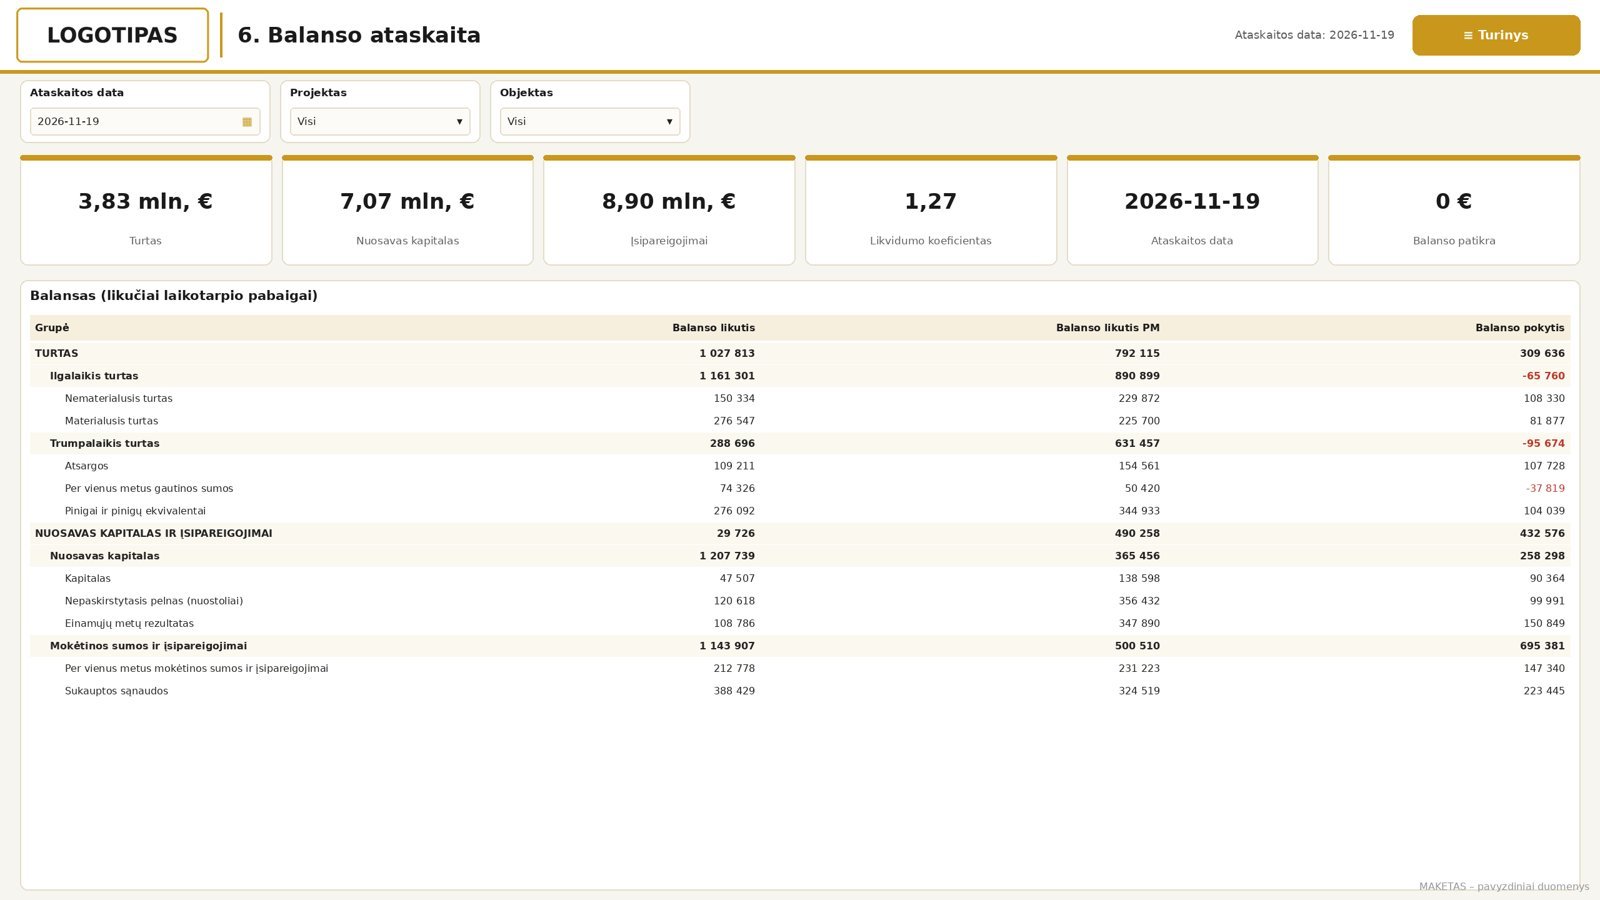 LOGOTIPAS
6. Balanso ataskaita
Ataskaitos data: 2026-11-19
≡ Turinys
Ataskaitos data
Projektas
Objektas
2026-11-19
Visi ▼
Visi ▼
3,83 mln, €
7,07 mln, €
8,90 mln, €
1,27
2026-11-19
0 €
Turtas
Nuosavas kapitalas
Įsipareigojimai
Likvidumo koeficientas
Ataskaitos data
Balanso patikra
Balansas (likučiai laikotarpio pabaigai)
Grupė Balanso likutis Balanso likutis PM Balanso pokytis
TURTAS 1 027 813 792 115 309 636
Ilgalaikis turtas 1 161 301 890 899 -65 760
Nematerialusis turtas 150 334 229 872 108 330
Materialusis turtas 276 547 225 700 81 877
Trumpalaikis turtas 288 696 631 457 -95 674
Atsargos 109 211 154 561 107 728
Per vienus metus gautinos sumos 74 326 50 420 -37 819
Pinigai ir pinigų ekvivalentai 276 092 344 933 104 039
NUOSAVAS KAPITALAS IR ĮSIPAREIGOJIMAI 29 726 490 258 432 576
Nuosavas kapitalas 1 207 739 365 456 258 298
Kapitalas 47 507 138 598 90 364
Nepaskirstytasis pelnas (nuostoliai) 120 618 356 432 99 991
Einamųjų metų rezultatas 108 786 347 890 150 849
Mokėtinos sumos ir įsipareigojimai 1 143 907 500 510 695 381
Per vienus metus mokėtinos sumos ir įsipareigojimai 212 778 231 223 147 340
Sukauptos sąnaudos 388 429 324 519 223 445
MAKETAS – pavyzdiniai duomenys